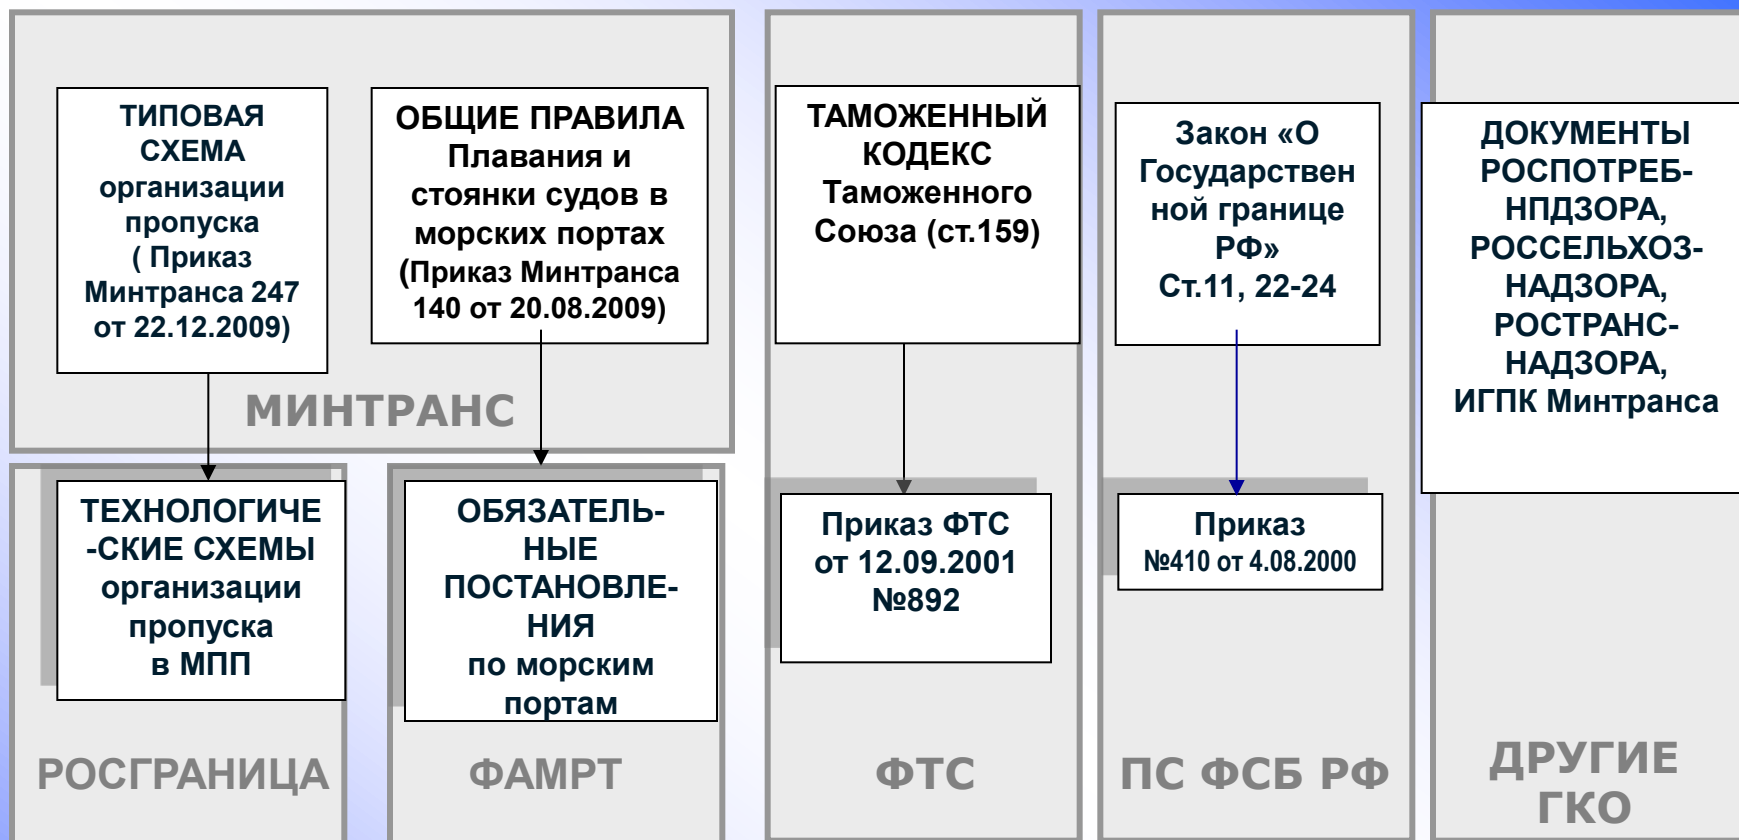 ТИПОВАЯ
СХЕМА
организации
пропуска
( Приказ
Минтранса 247
от 22.12.2009)
ОБЩИЕ ПРАВИЛА
Плавания и
стоянки судов в
морских портах
(Приказ Минтранса
140 от 20.08.2009)
МИНТРАНС
ТАМОЖЕННЫЙ
КОДЕКС
Таможенного
Союза (ст.159)
Закон «О
Государствен
ной границе
РФ»
Ст.11, 22-24
ДОКУМЕНТЫ
РОСПОТРЕБ-
НПДЗОРА,
РОССЕЛЬХОЗ-
НАДЗОРА,
РОСТРАНС-
НАДЗОРА,
ИГПК Минтранса
ТЕХНОЛОГИЧЕ
-СКИЕ СХЕМЫ
организации
пропуска
в МПП
РОСГРАНИЦА
ОБЯЗАТЕЛЬ-
НЫЕ
ПОСТАНОВЛЕ-
НИЯ
по морским
портам
ФАМРТ
Приказ ФТС
от 12.09.2001
№892
ФТС
Приказ
№410 от 4.08.2000
ПС ФСБ РФ
ДРУГИЕ
ГКО